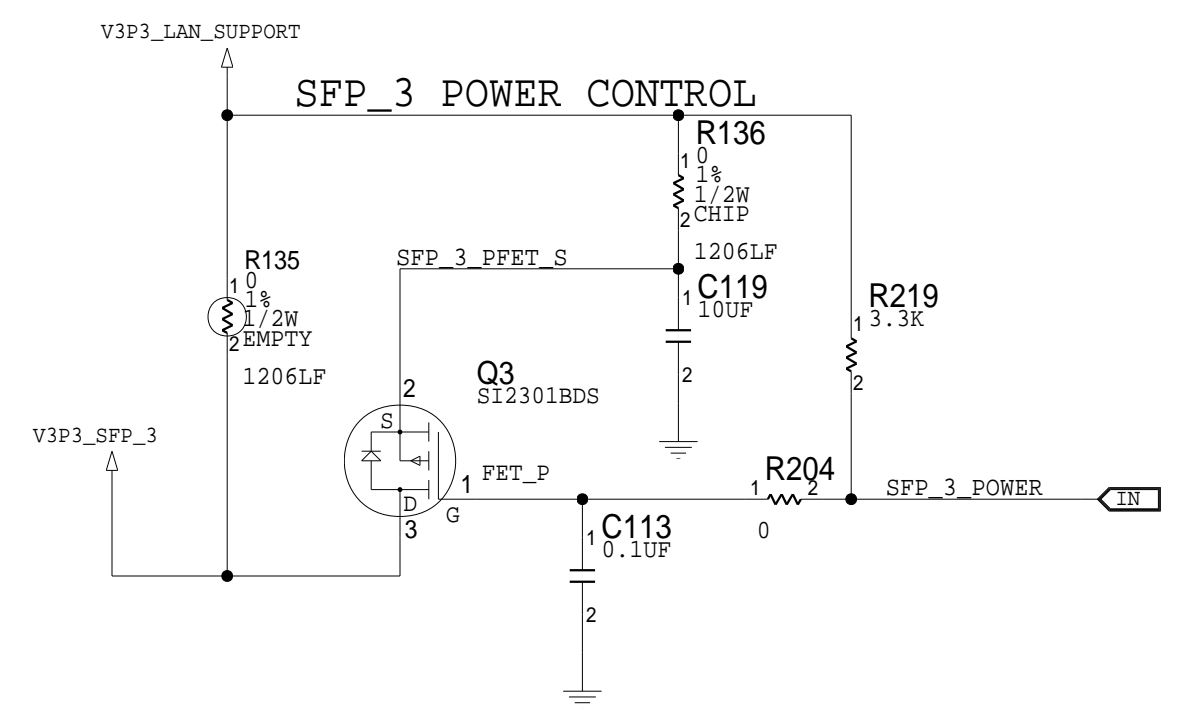 V3P3_LAN_SUPPORT
SFP_3 POWER CONTROL
R136
1
0
1%
1/2W
2
CHIP
1206LF
SFP_3_PFET_S
R135
1
0
1%
1/2W
2
EMPTY
1206LF
1
C119
10UF
2
R219
1
3.3K
2
Q3
SI2301BDS
2
S
V3P3_SFP_3
FET_P
1
D
G
3
R204
1
2
0
SFP_3_POWER
IN
1
C113
0.1UF
2